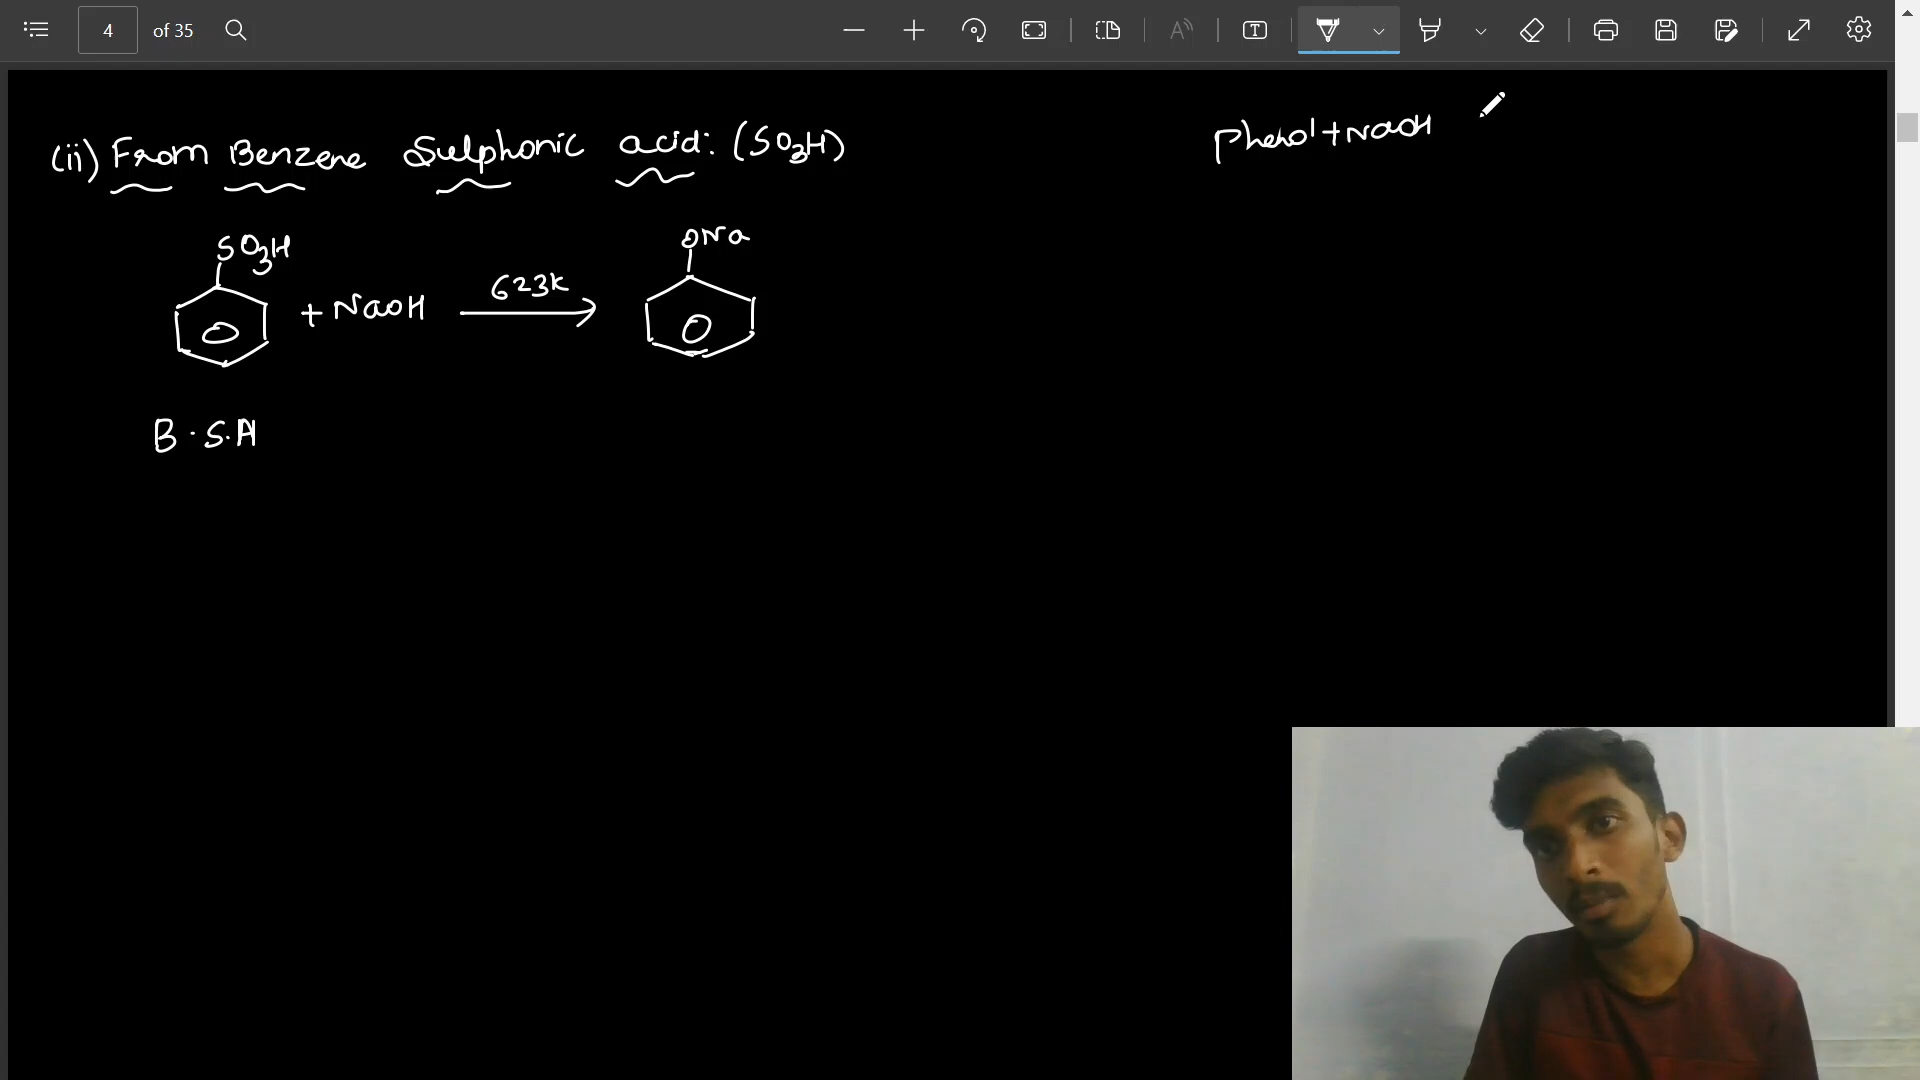 4 of 35
(ii) From Benzene Sulphonic acid: (SO3H)
Phenol + NaOH
SO3H
ONa
+ NaOH
623K
B.S.A